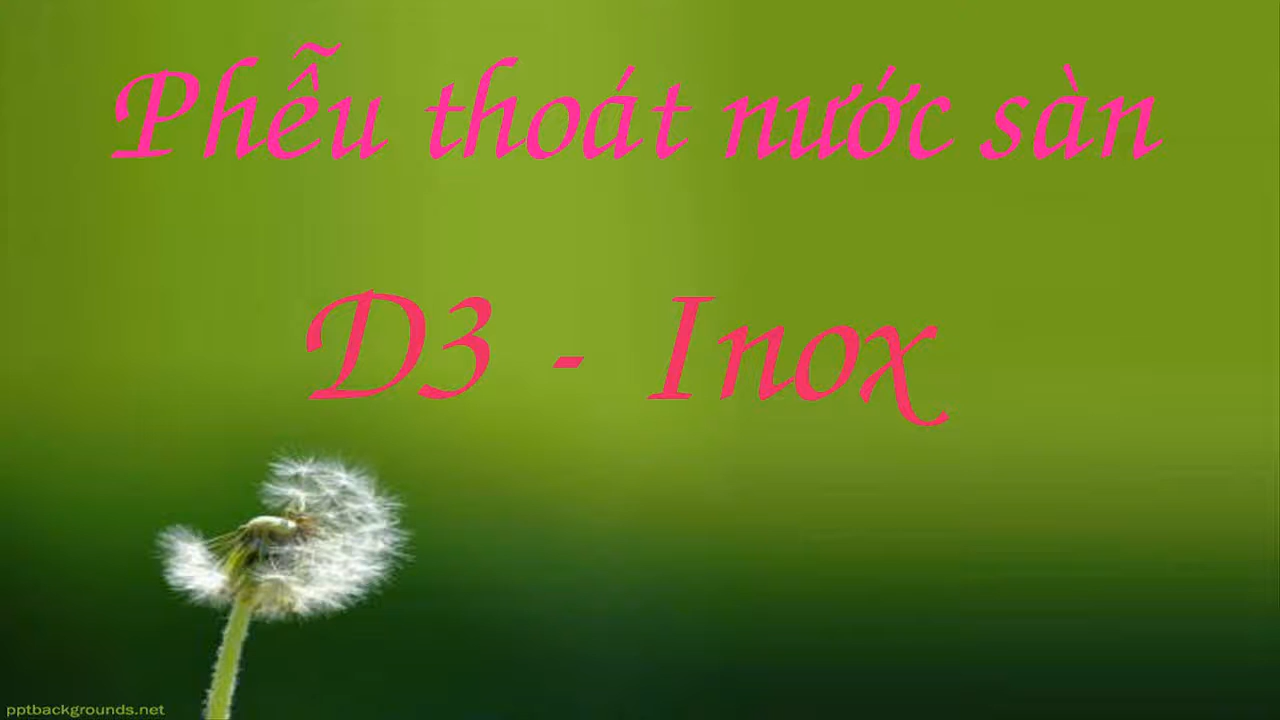 Phễu thoát nước sàn
D3 - Inox
pptbackgrounds.net